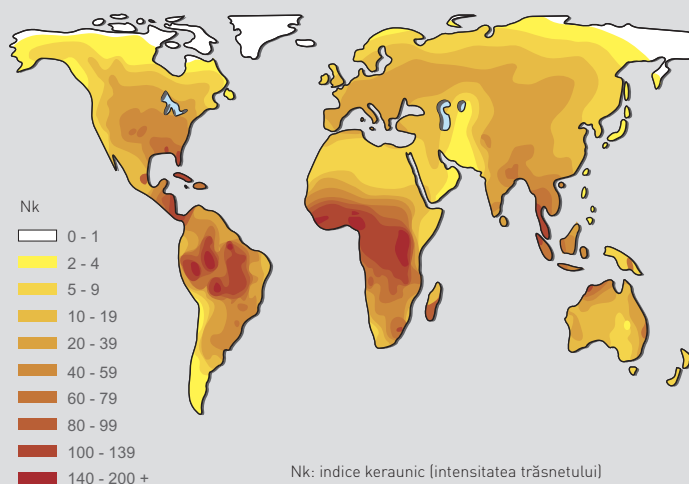 Nk
0 - 1
2 - 4
5 - 9
10 - 19
20 - 39
40 - 59
60 - 79
80 - 99
100 - 139
140 - 200 +
Nk: indice keraunic (intensitatea trăsnetului)